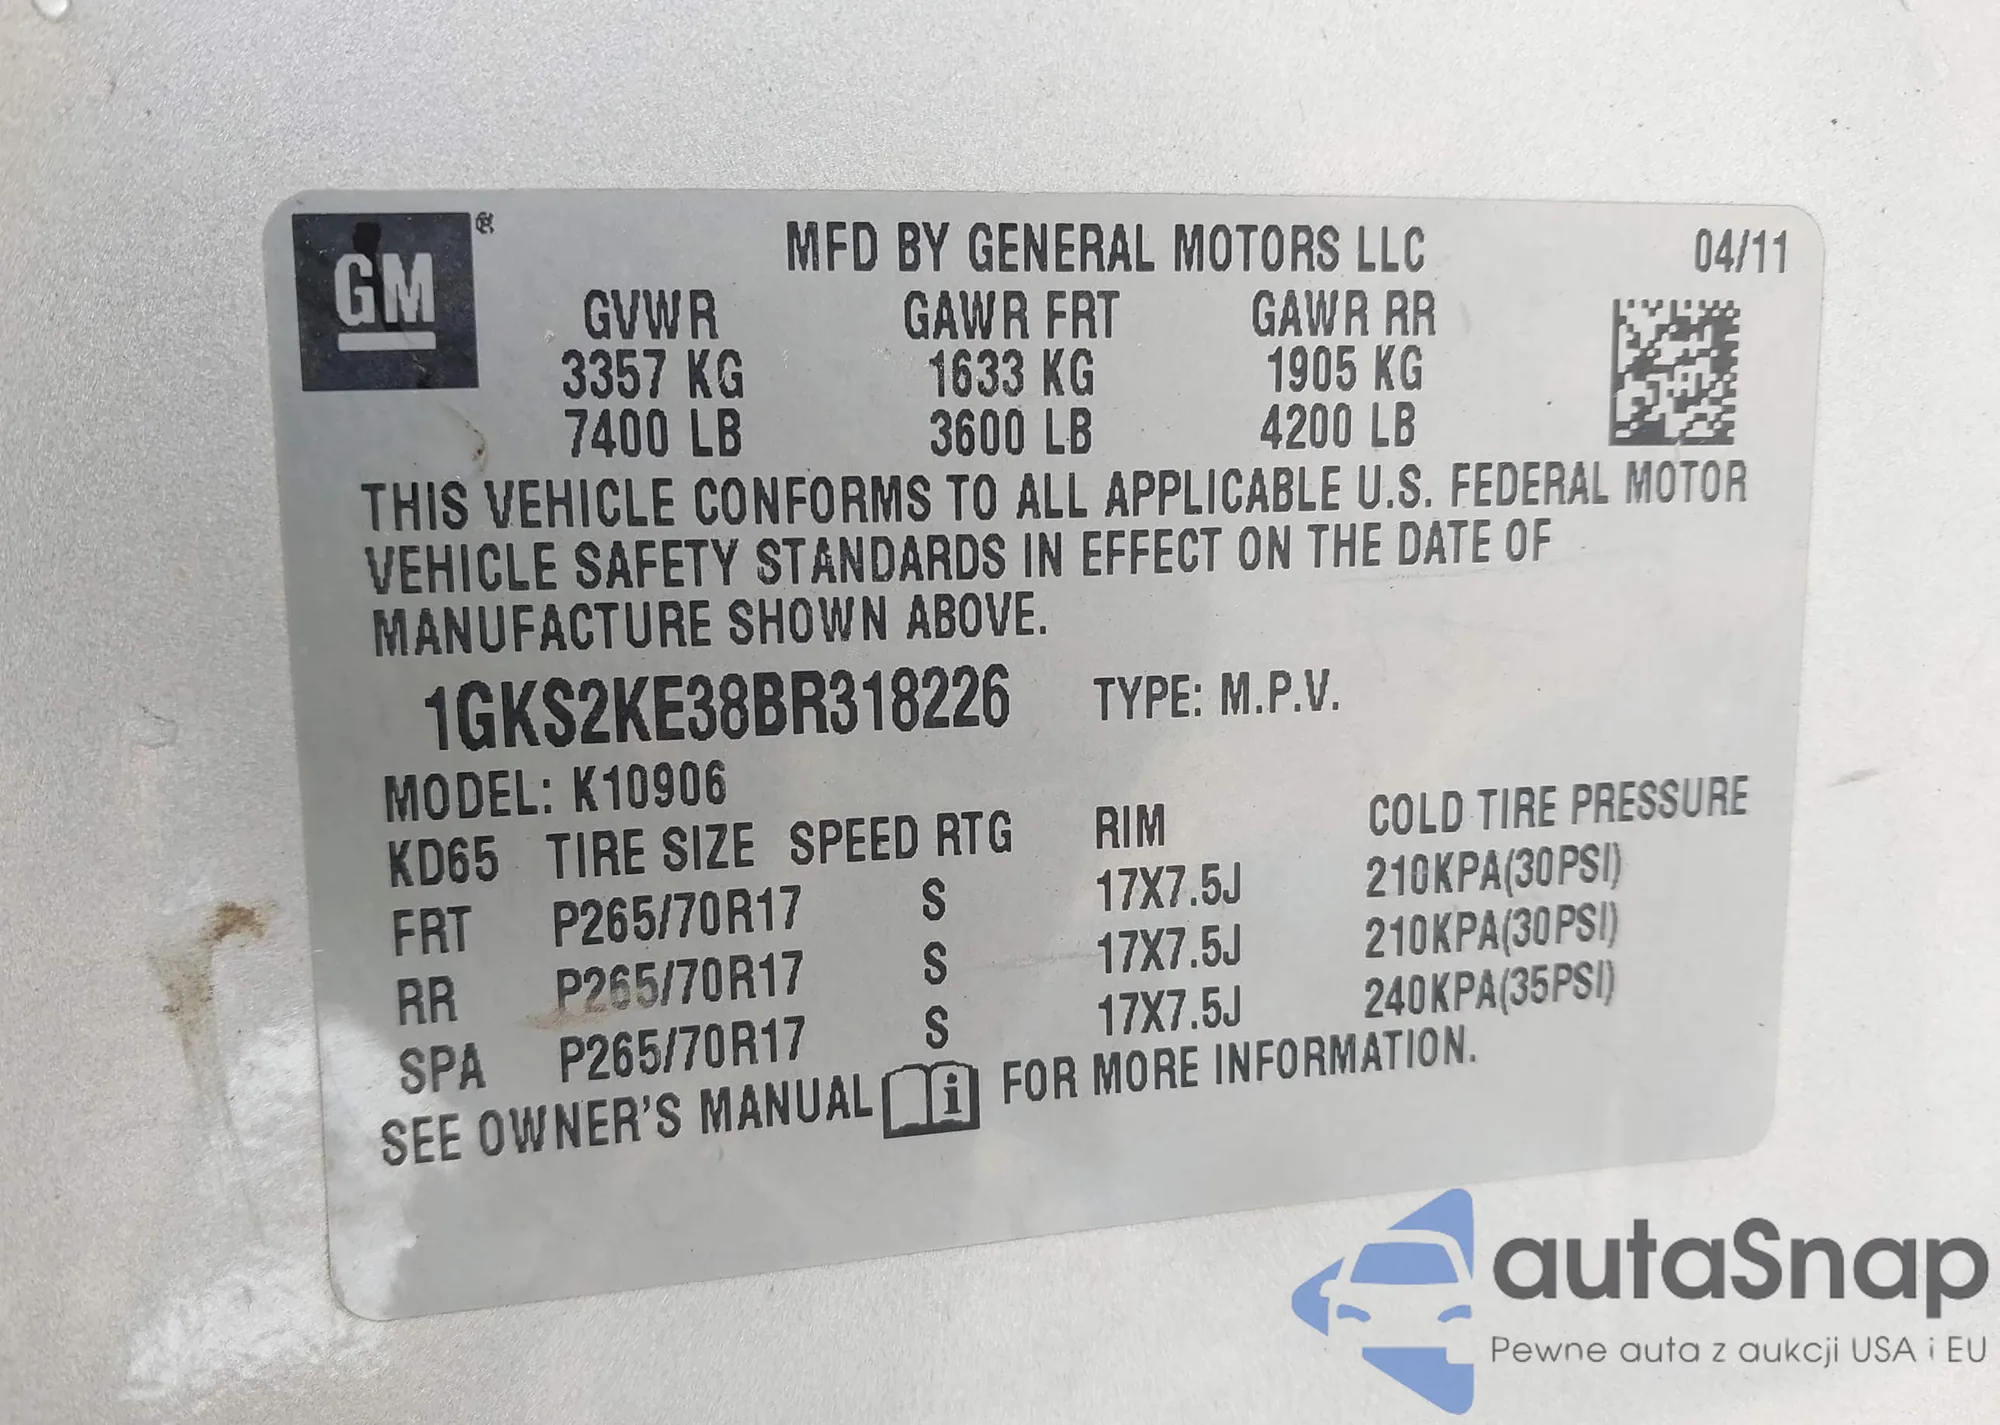 GM®
MFD BY GENERAL MOTORS LLC 04/11
GVWR GAWR FRT GAWR RR
3357 KG 1633 KG 1905 KG
7400 LB 3600 LB 4200 LB
THIS VEHICLE CONFORMS TO ALL APPLICABLE U.S. FEDERAL MOTOR
VEHICLE SAFETY STANDARDS IN EFFECT ON THE DATE OF
MANUFACTURE SHOWN ABOVE.
1GKS2KE38BR318226 TYPE: M.P.V.
MODEL: K10906
KD65 TIRE SIZE SPEED RTG RIM COLD TIRE PRESSURE
FRT P265/70R17 S 17X7.5J 210KPA(30PSI)
RR P265/70R17 S 17X7.5J 210KPA(30PSI)
SPA P265/70R17 S 17X7.5J 240KPA(35PSI)
SEE OWNER'S MANUAL i FOR MORE INFORMATION.
autaSnap
Pewne auta z aukcji USA i EU